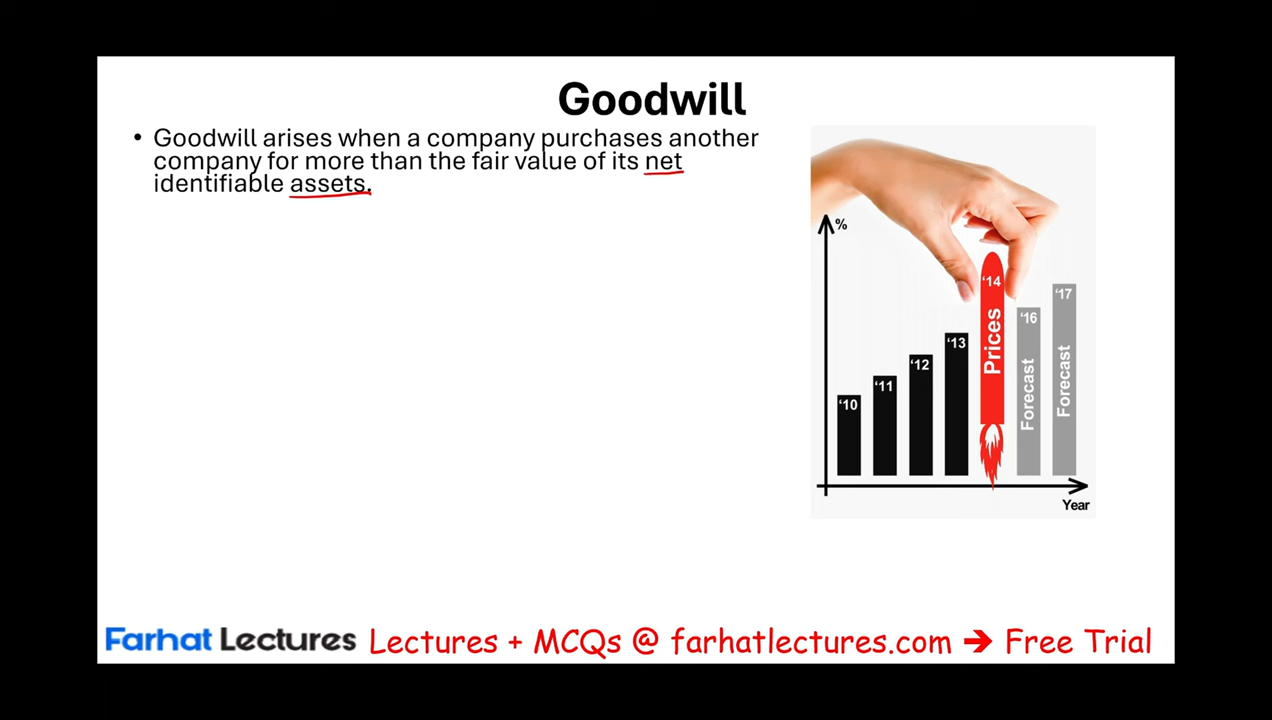 Goodwill
• Goodwill arises when a company purchases another
company for more than the fair value of its net
identifiable assets.
%
'10
'11
'12
'13
'14
Prices
'16
Forecast
'17
Forecast
Year
Farhat Lectures Lectures + MCQs @ farhatlectures.com ➔ Free Trial